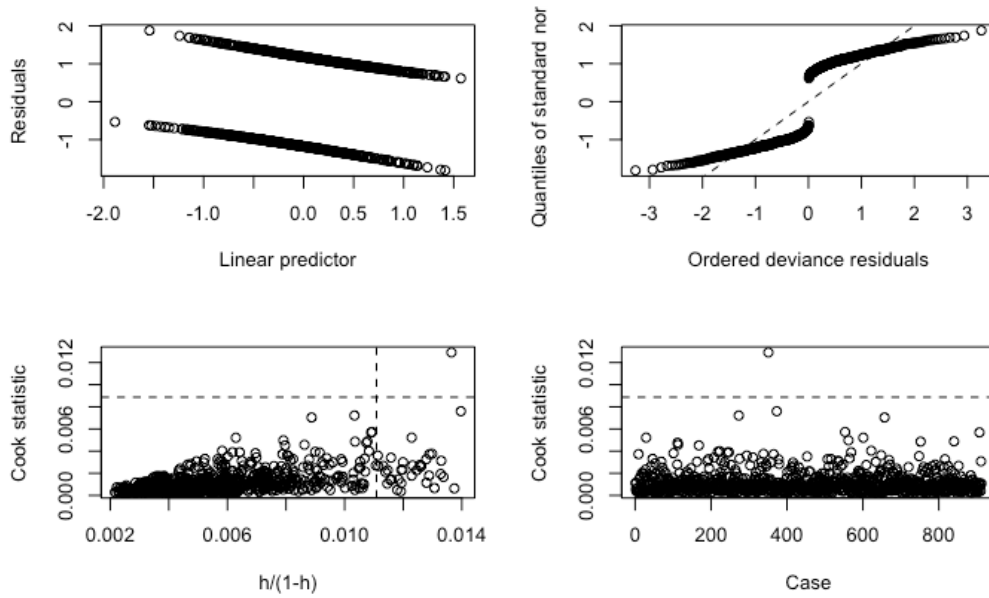 Residuals
2
1
0
-1
-2.0 -1.0 0.0 0.5 1.0 1.5
Linear predictor
Quantiles of standard nor
2
1
0
-1
-3 -2 -1 0 1 2 3
Ordered deviance residuals
Cook statistic
0.012
0.006
0.000
0.002 0.006 0.010 0.014
h/(1-h)
Cook statistic
0.012
0.006
0.000
0 200 400 600 800
Case